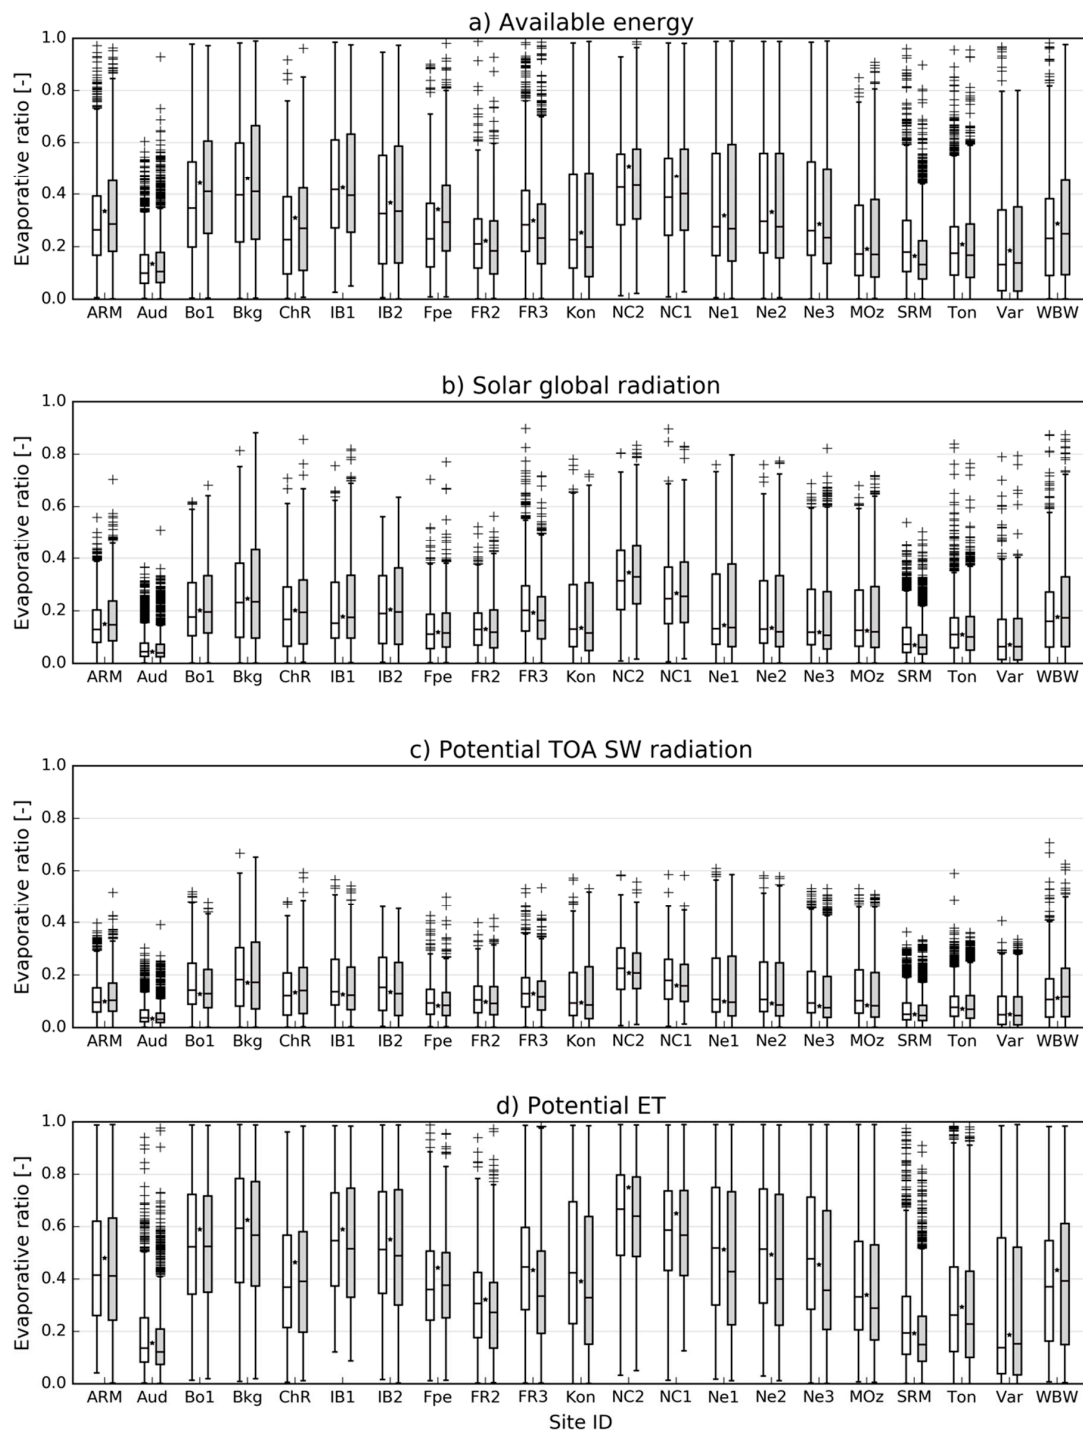 a) Available energy
Evaporative ratio [-]
1.0
0.8
0.6
0.4
0.2
0.0
ARM Aud Bo1 Bkg ChR IB1 IB2 Fpe FR2 FR3 Kon NC2 NC1 Ne1 Ne2 Ne3 MOz SRM Ton Var WBW
b) Solar global radiation
Evaporative ratio [-]
1.0
0.8
0.6
0.4
0.2
0.0
ARM Aud Bo1 Bkg ChR IB1 IB2 Fpe FR2 FR3 Kon NC2 NC1 Ne1 Ne2 Ne3 MOz SRM Ton Var WBW
c) Potential TOA SW radiation
Evaporative ratio [-]
1.0
0.8
0.6
0.4
0.2
0.0
ARM Aud Bo1 Bkg ChR IB1 IB2 Fpe FR2 FR3 Kon NC2 NC1 Ne1 Ne2 Ne3 MOz SRM Ton Var WBW
d) Potential ET
Evaporative ratio [-]
1.0
0.8
0.6
0.4
0.2
0.0
ARM Aud Bo1 Bkg ChR IB1 IB2 Fpe FR2 FR3 Kon NC2 NC1 Ne1 Ne2 Ne3 MOz SRM Ton Var WBW
Site ID